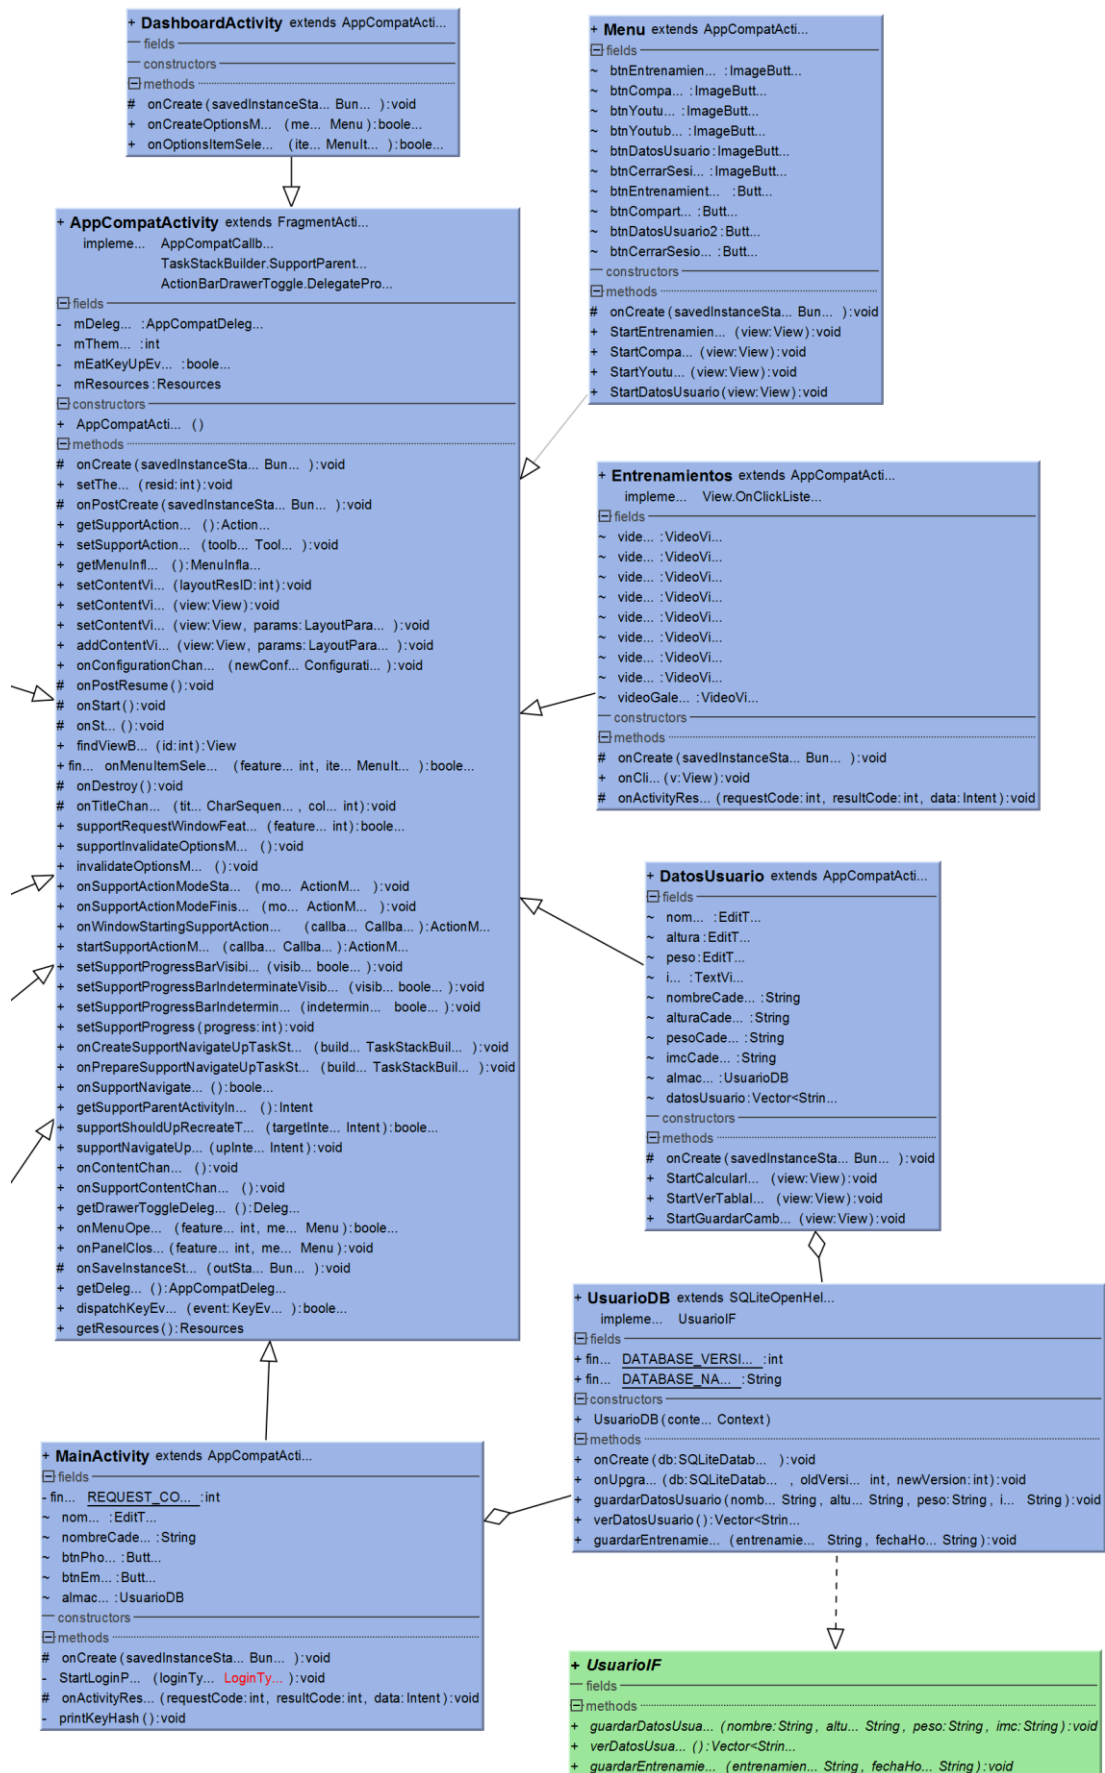 + DashboardActivity extends AppCompatActi...
fields
constructors
methods
# onCreate (savedInstanceSta... Bun... ):void
+ onCreateOptionsM... (me... Menu ):boole...
+ onOptionsItemSele... (ite... MenuIt... ):boole...
+ Menu extends AppCompatActi...
fields
~ btnEntrenamien... :ImageButt...
~ btnCompa... :ImageButt...
~ btnYoutu... :ImageButt...
~ btnYoutub... :ImageButt...
~ btnDatosUsuario:ImageButt...
~ btnCerrarSesi... :ImageButt...
~ btnEntrenamient... :Butt...
~ btnCompart... :Butt...
~ btnDatosUsuario2:Butt...
~ btnCerrarSesio... :Butt...
constructors
methods
# onCreate (savedInstanceSta... Bun... ):void
+ StartEntrenamien... (view:View):void
+ StartCompa... (view:View):void
+ StartYoutu... (view:View):void
+ StartDatosUsuario(view:View):void
+ AppCompatActivity extends FragmentActi...
impleme... AppCompatCallb...
TaskStackBuilder.SupportParent...
ActionBarDrawerToggle.DelegatePro...
fields
- mDeleg... :AppCompatDeleg...
- mThem... :int
- mEatKeyUpEv... :boole...
- mResources:Resources
constructors
+ AppCompatActi... ()
methods
# onCreate (savedInstanceSta... Bun... ):void
+ setThe... (resid:int):void
# onPostCreate (savedInstanceSta... Bun... ):void
+ getSupportAction... ():Action...
+ setSupportAction... (toolb... Tool... ):void
+ getMenuInfl... ():MenuInfla...
+ setContentVi... (layoutResID:int):void
+ setContentVi... (view:View):void
+ setContentVi... (view:View, params:LayoutPara... ):void
+ addContentVi... (view:View, params:LayoutPara... ):void
+ onConfigurationChan... (newConf... Configurati... ):void
# onPostResume():void
# onStart():void
# onSt... ():void
+ findViewB... (id:int):View
+ fin... onMenuItemSele... (feature... int, ite... MenuIt... ):boole...
# onDestroy():void
# onTitleChan... (tit... CharSequen... , col... int):void
+ supportRequestWindowFeat... (feature... int):boole...
+ supportInvalidateOptionsM... ():void
+ invalidateOptionsM... ():void
+ onSupportActionModeSta... (mo... ActionM... ):void
+ onSupportActionModeFinis... (mo... ActionM... ):void
+ onWindowStartingSupportAction... (callba... Callba... ):ActionM...
+ startSupportActionM... (callba... Callba... ):ActionM...
+ setSupportProgressBarVisibi... (visib... boole... ):void
+ setSupportProgressBarIndeterminateVisib... (visib... boole... ):void
+ setSupportProgressBarIndetermin... (indetermin... boole... ):void
+ setSupportProgress (progress:int):void
+ onCreateSupportNavigateUpTaskSt... (build... TaskStackBuil... ):void
+ onPrepareSupportNavigateUpTaskSt... (build... TaskStackBuil... ):void
+ onSupportNavigate... ():boole...
+ getSupportParentActivityIn... ():Intent
+ supportShouldUpRecreateT... (targetInte... Intent):boole...
+ supportNavigateUp... (upInte... Intent):void
+ onContentChan... ():void
+ onSupportContentChan... ():void
+ getDrawerToggleDeleg... ():Deleg...
+ onMenuOpe... (feature... int, me... Menu ):boole...
+ onPanelClos... (feature... int, me... Menu ):void
# onSaveInstanceSt... (outSta... Bun... ):void
+ getDeleg... ():AppCompatDeleg...
+ dispatchKeyEv... (event:KeyEv... ):boole...
+ getResources():Resources
+ Entrenamientos extends AppCompatActi...
impleme... View.OnClickListe...
fields
~ vide... :VideoVi...
~ vide... :VideoVi...
~ vide... :VideoVi...
~ vide... :VideoVi...
~ vide... :VideoVi...
~ vide... :VideoVi...
~ vide... :VideoVi...
~ vide... :VideoVi...
~ videoGale... :VideoVi...
constructors
methods
# onCreate (savedInstanceSta... Bun... ):void
+ onCli... (v:View):void
# onActivityRes... (requestCode:int, resultCode:int, data:Intent):void
+ DatosUsuario extends AppCompatActi...
fields
~ nom... :EditT...
~ altura:EditT...
~ peso:EditT...
~ i... :TextVi...
~ nombreCade... :String
~ alturaCade... :String
~ pesoCade... :String
~ imcCade... :String
~ almac... :UsuarioDB
~ datosUsuario:Vector<Strin...
constructors
methods
# onCreate (savedInstanceSta... Bun... ):void
+ StartCalcularI... (view:View):void
+ StartVerTablaI... (view:View):void
+ StartGuardarCamb... (view:View):void
+ UsuarioDB extends SQLiteOpenHel...
impleme... UsuarioIF
fields
+ fin... DATABASE_VERSI... :int
+ fin... DATABASE_NA... :String
constructors
+ UsuarioDB (conte... Context)
methods
+ onCreate (db:SQLiteDatab... ):void
+ onUpgra... (db:SQLiteDatab... , oldVersi... int, newVersion:int):void
+ guardarDatosUsuario (nomb... String, altu... String, peso:String, i... String):void
+ verDatosUsuario():Vector<Strin...
+ guardarEntrenamie... (entrenamie... String, fechaHo... String):void
+ MainActivity extends AppCompatActi...
fields
- fin... REQUEST_CO... :int
~ nom... :EditT...
~ nombreCade... :String
~ btnPho... :Butt...
~ btnEm... :Butt...
~ almac... :UsuarioDB
constructors
methods
# onCreate (savedInstanceSta... Bun... ):void
- StartLoginP... (loginTy... LoginTy... ):void
# onActivityRes... (requestCode:int, resultCode:int, data:Intent):void
- printKeyHash():void
+ UsuarioIF
fields
methods
+ guardarDatosUsua... (nombre:String, altu... String, peso:String, imc:String):void
+ verDatosUsua... ():Vector<Strin...
+ guardarEntrenamie... (entrenamien... String, fechaHo... String):void